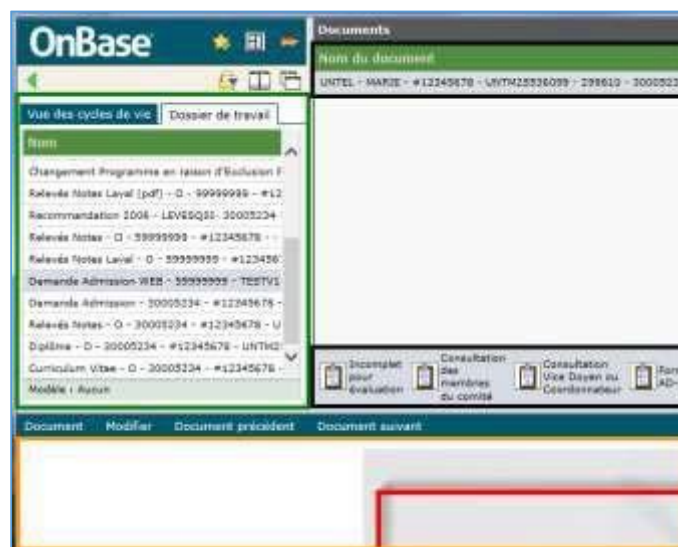 OnBase
Vue des cycles de vie
Dossier de travail
Nom
Changement Programme en raison d'Exclusion
Relevés Notes Laval (pdf) - O - 99999999 - #12
Recommandation 2006 - 30005234
Relevés Notes - O - 99999999 - #12345678 -
Relevés Notes Laval - O - 99999999 - #123456
Demande Admission WEB - 99999999 - TESTV1
Demande Admission - 30005234 - #12345678 -
Relevés Notes - O - 30005234 - #12345678 - U
Diplôme - O - 30005234 - #12345678 - UNTM2
Curriculum Vitae - O - 30005234 - #12345678 -
Modèle : Aucun
Documents
Nom du document
UNTEL - MARIE - #12345678 - 
Incomplet
pour
évaluation
Consultation
des
membres
du comité
Consultation
Vice Doyen ou
Coordonnateur
Document Modifier Document précédent Document suivant